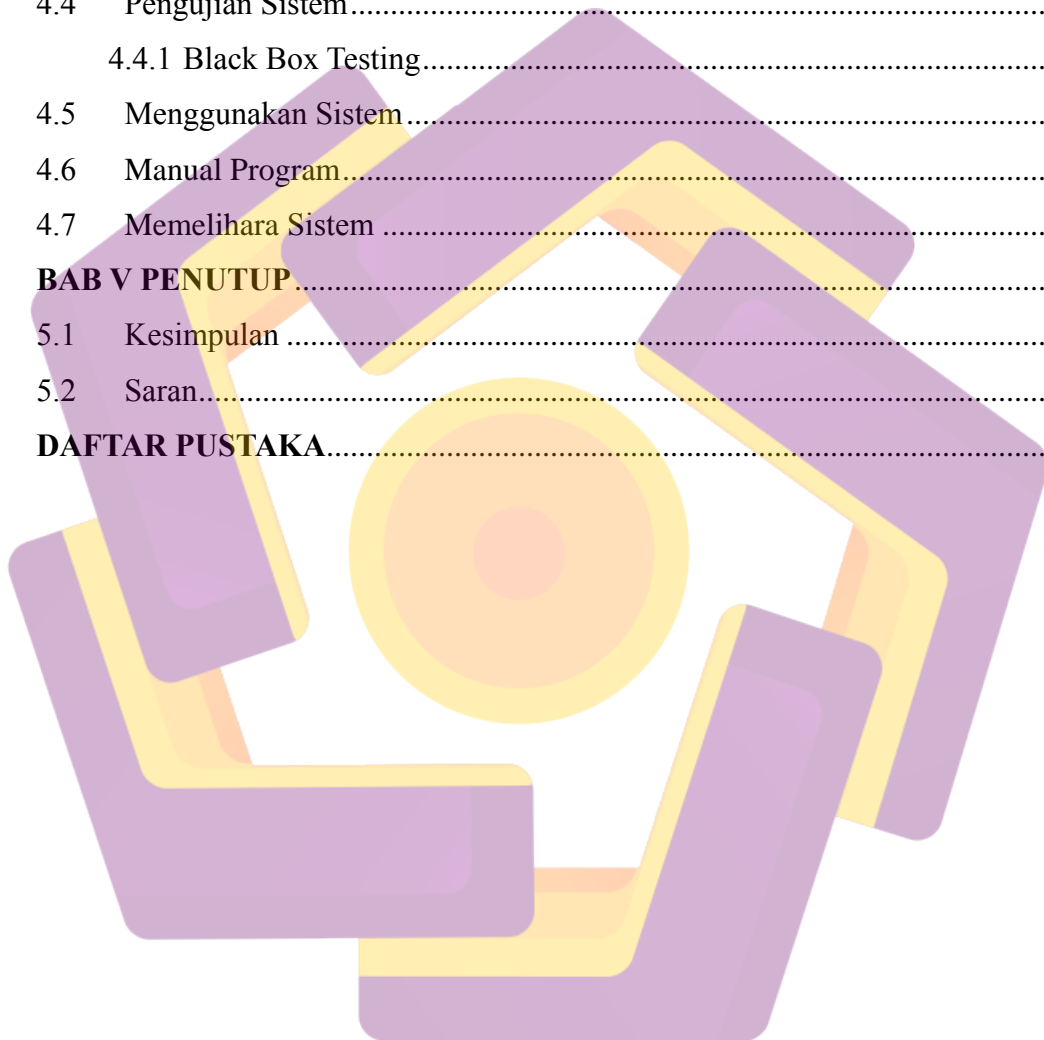 4.4 Pengujian Sistem
4.4.1 Black Box Testing
4.5 Menggunakan Sistem
4.6 Manual Program
4.7 Memelihara Sistem
BAB V PENUTUP
5.1 Kesimpulan
5.2 Saran
DAFTAR PUSTAKA